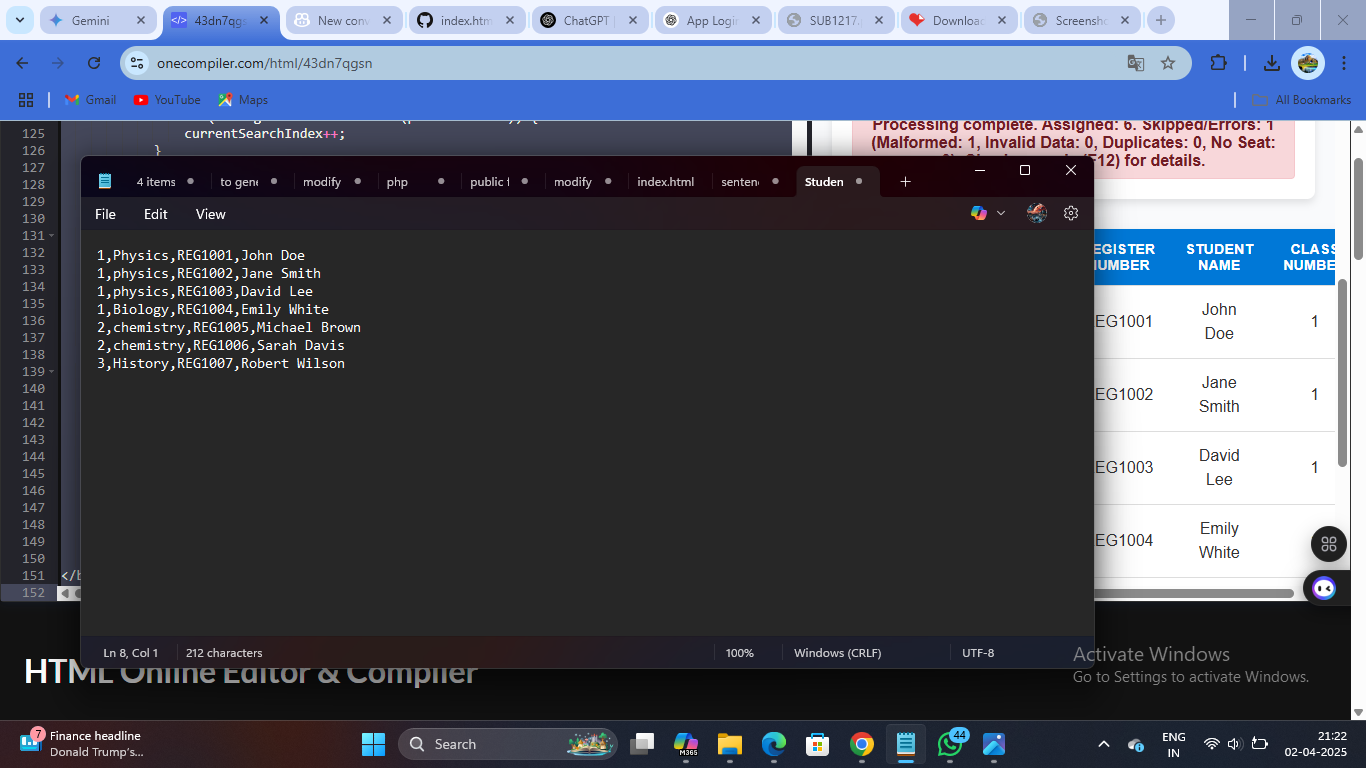 Gemini
43dn7qgs
New con
index.htm
ChatGPT
App Logi
SUB1217.
Download
Screensho
onecompiler.com/html/43dn7qgsn
Gmail
YouTube
Maps
All Bookmarks
125
currentSearchIndex++;
126
}
127
128
129
130
131
132
133
134
135
136
137
138
139
140
141
142
143
144
145
146
147
148
149
150
151
</b
152
Processing complete. Assigned: 6. Skipped/Errors: 1
(Malformed: 1, Invalid Data: 0, Duplicates: 0, No Seat:
for details.
4 items
to gene
modify
php
public f
modify
index.html
senten
Studen
File
Edit
View
1,Physics,REG1001,John Doe
1,physics,REG1002,Jane Smith
1,physics,REG1003,David Lee
1,Biology,REG1004,Emily White
2,chemistry,REG1005,Michael Brown
2,chemistry,REG1006,Sarah Davis
3,History,REG1007,Robert Wilson
Ln 8, Col 1
212 characters
100%
Windows (CRLF)
UTF-8
EGISTER STUDENT CLASS
NUMBER NAME NUMBE
EG1001
John
Doe
1
EG1002
Jane
Smith
1
EG1003
David
Lee
1
EG1004
Emily
White
HTML Online Editor & Compiler
Activate Windows
Go to Settings to activate Windows.
7
Finance headline
Donald Trump's...
Search
M365
44
ENG
IN
21:22
02-04-2025